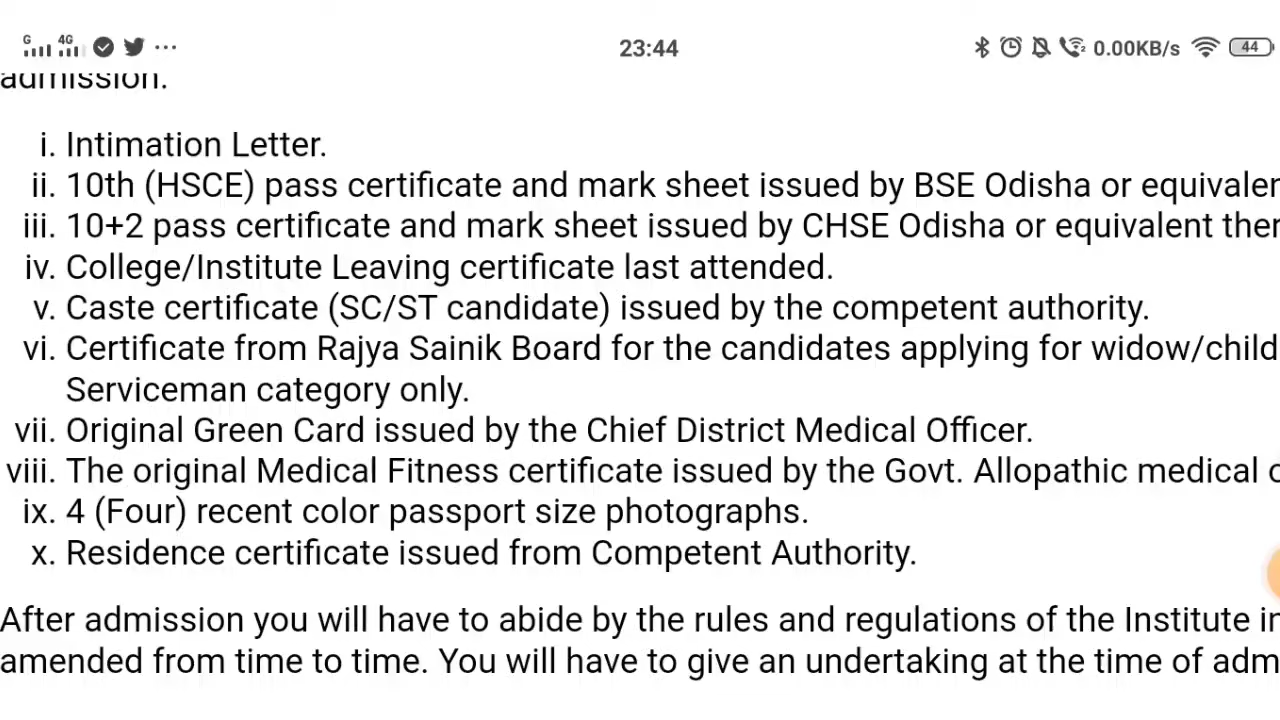 G 4G 23:44 0.00KB/s 44
admission.
i. Intimation Letter.
ii. 10th (HSCE) pass certificate and mark sheet issued by BSE Odisha or
iii. 10+2 pass certificate and mark sheet issued by CHSE Odisha or equivalent
iv. College/Institute Leaving certificate last attended.
v. Caste certificate (SC/ST candidate) issued by the competent authority.
vi. Certificate from Rajya Sainik Board for the candidates applying for widow/child
Serviceman category only.
vii. Original Green Card issued by the Chief District Medical Officer.
viii. The original Medical Fitness certificate issued by the Govt. Allopathic medical
ix. 4 (Four) recent color passport size photographs.
x. Residence certificate issued from Competent Authority.
After admission you will have to abide by the rules and regulations of the Institute
amended from time to time. You will have to give an undertaking at the time of